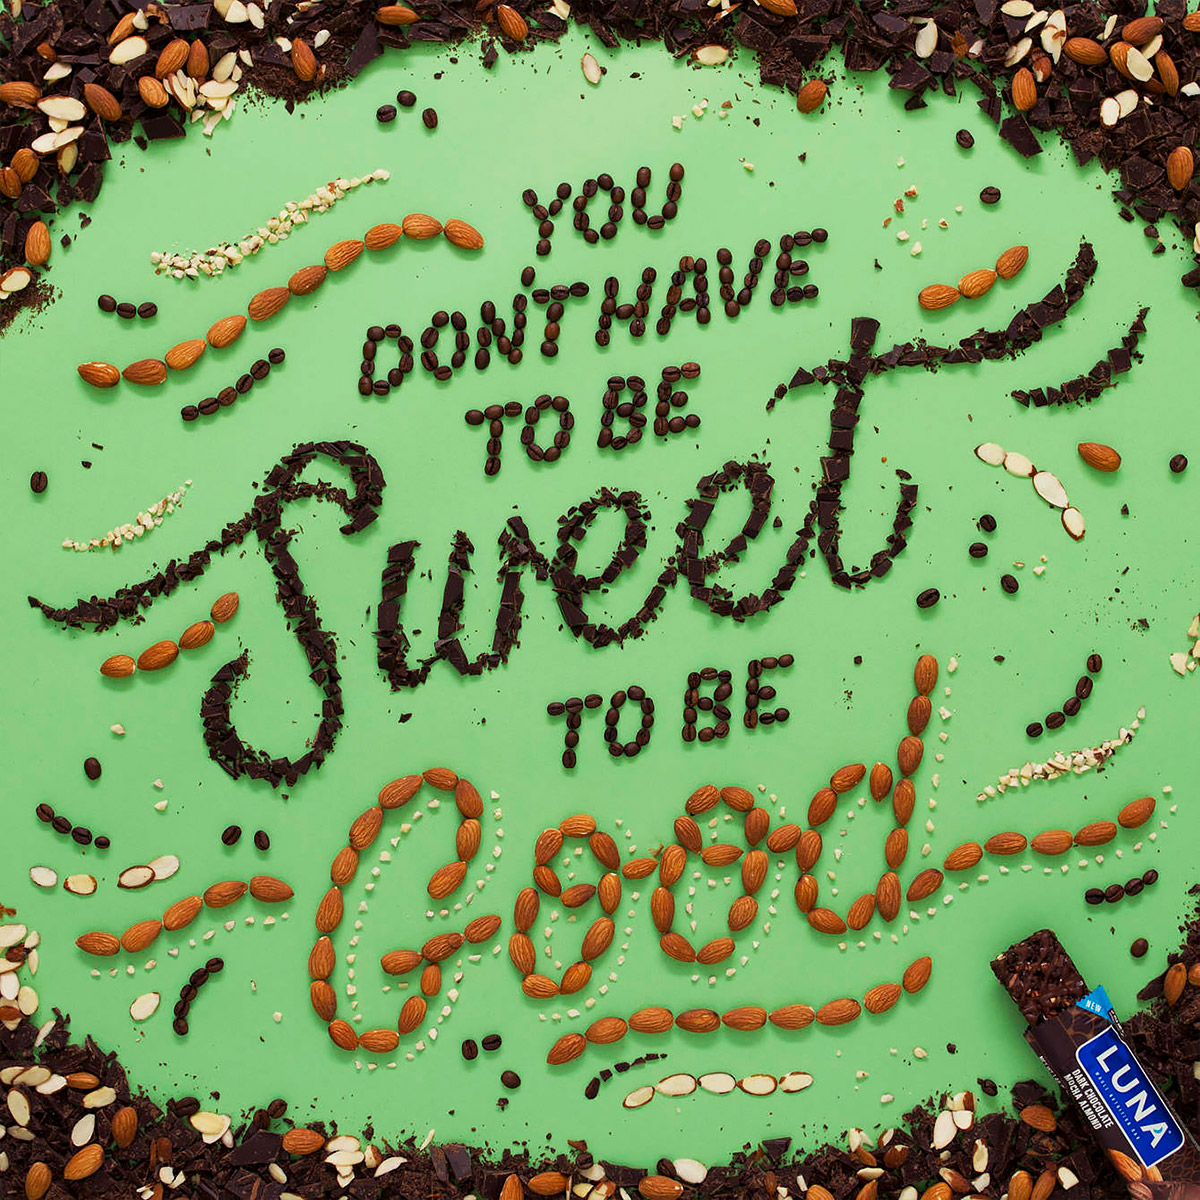 YOU
DON'T HAVE
TO BE
Sweet
TO BE
Good
NEW
LUNA
DARK CHOCOLATE
MOCHA ALMOND